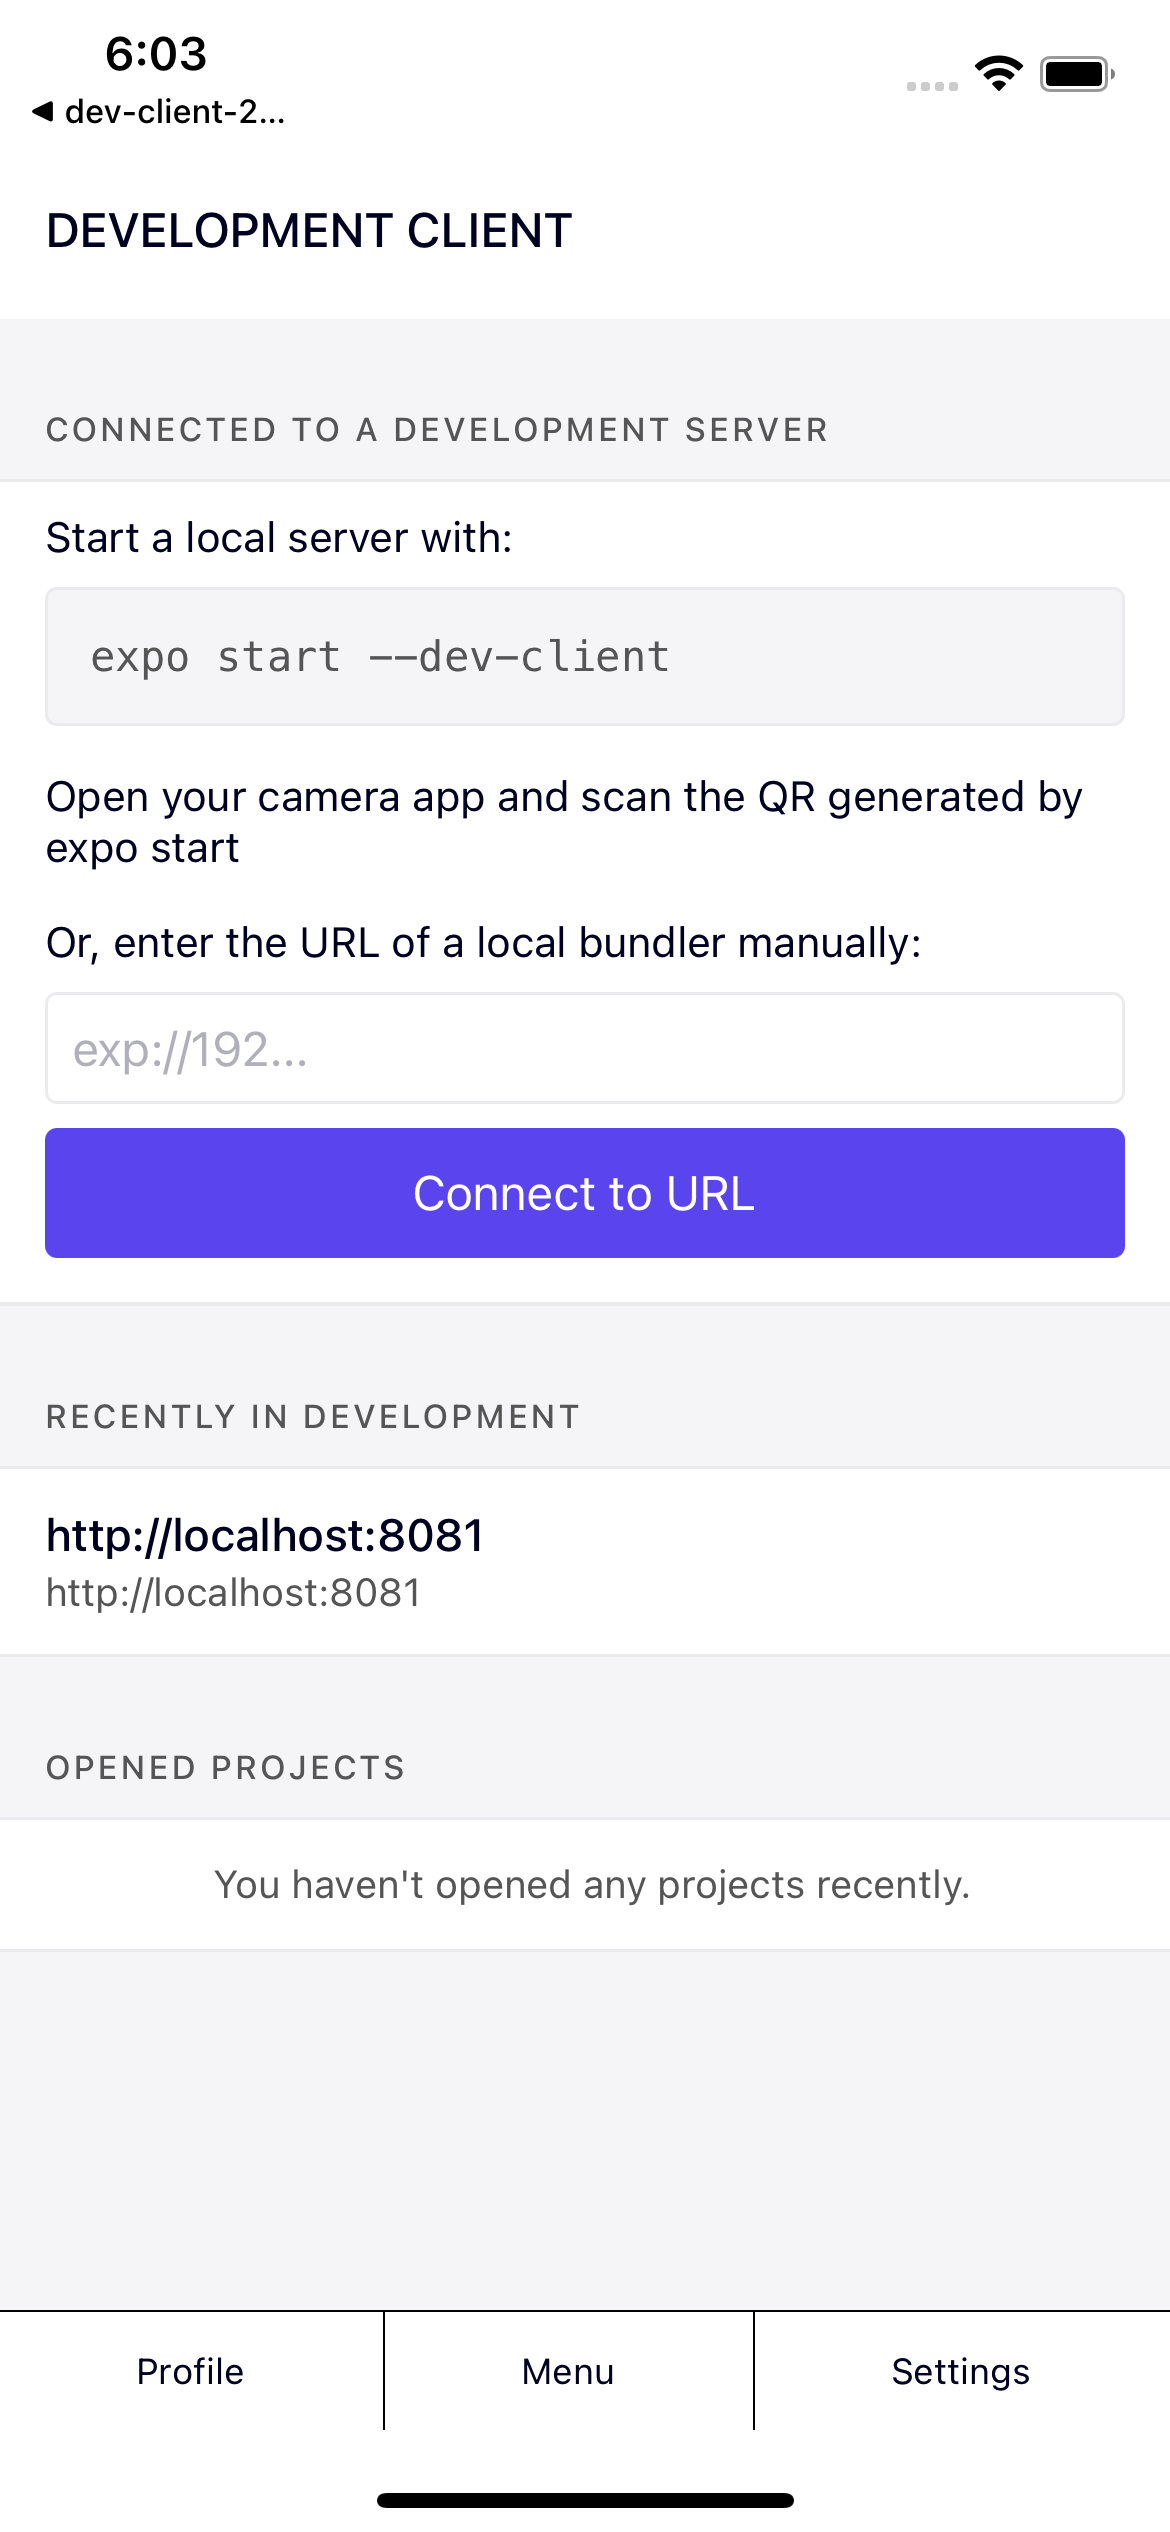 6:03
dev-client-2...
DEVELOPMENT CLIENT
CONNECTED TO A DEVELOPMENT SERVER
Start a local server with:
expo start --dev-client
Open your camera app and scan the QR generated by
expo start
Or, enter the URL of a local bundler manually:
exp://192...
Connect to URL
RECENTLY IN DEVELOPMENT
http://localhost:8081
http://localhost:8081
OPENED PROJECTS
You haven't opened any projects recently.
Profile
Menu
Settings